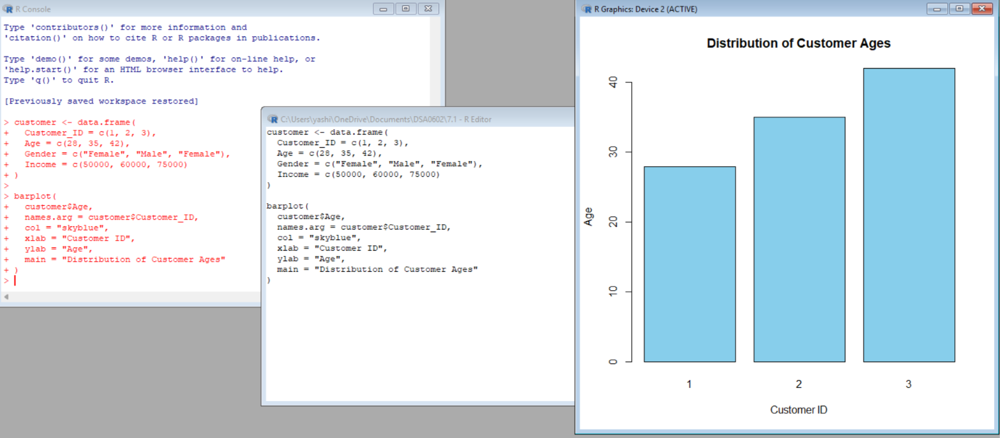 R Console
Type 'contributors()' for more information and
'citation()' on how to cite R or R packages in publications.
Type 'demo()' for some demos, 'help()' for on-line help, or
'help.start()' for an HTML browser interface to help.
Type 'q()' to quit R.
[Previously saved workspace restored]
> customer <- data.frame(
+   Customer_ID = c(1, 2, 3),
+   Age = c(28, 35, 42),
+   Gender = c("Female", "Male", "Female"),
+   Income = c(50000, 60000, 75000)
+ )
>
> barplot(
+   customer$Age,
+   names.arg = customer$Customer_ID,
+   col = "skyblue",
+   xlab = "Customer ID",
+   ylab = "Age",
+   main = "Distribution of Customer Ages"
+ )
>
C:\Users\yashi\OneDrive\Documents\DSA0602\7.1 - R Editor
customer <- data.frame(
  Customer_ID = c(1, 2, 3),
  Age = c(28, 35, 42),
  Gender = c("Female", "Male", "Female"),
  Income = c(50000, 60000, 75000)
)
barplot(
  customer$Age,
  names.arg = customer$Customer_ID,
  col = "skyblue",
  xlab = "Customer ID",
  ylab = "Age",
  main = "Distribution of Customer Ages"
)
R Graphics: Device 2 (ACTIVE)
Distribution of Customer Ages
40
30
20
10
0
Age
1 2 3
Customer ID